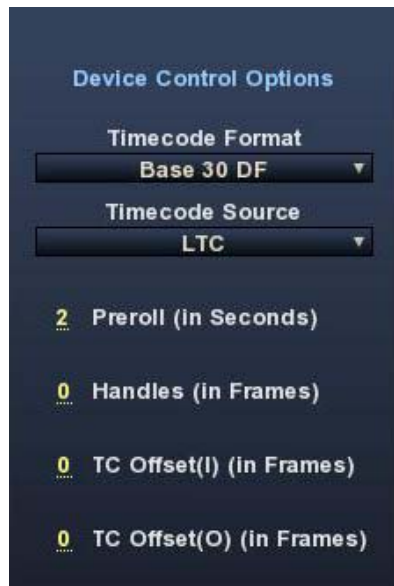 Device Control Options
Timecode Format
Base 30 DF
Timecode Source
LTC
2 Preroll (in Seconds)
0 Handles (in Frames)
0 TC Offset(I) (in Frames)
0 TC Offset(O) (in Frames)